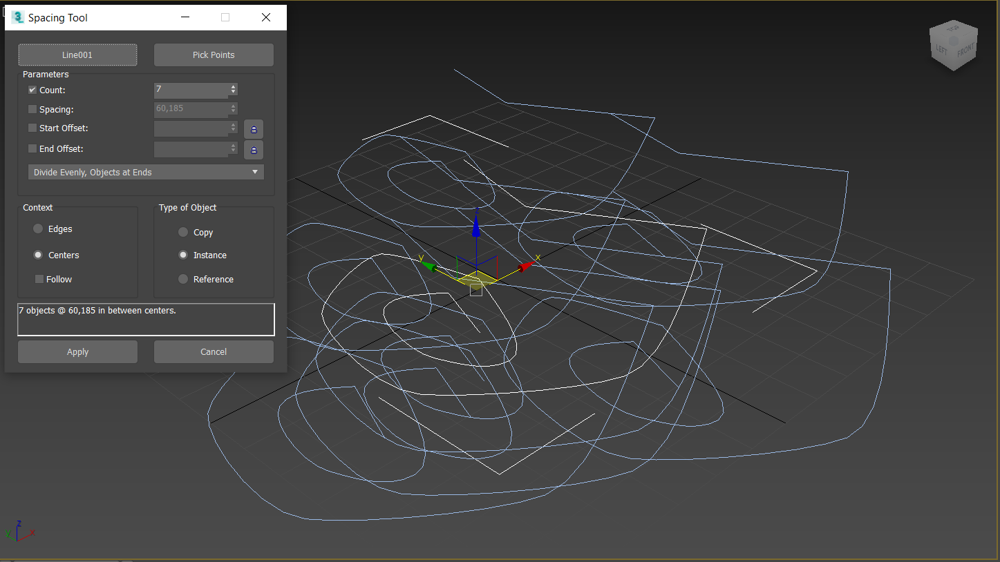 Spacing Tool
Line001
Pick Points
Parameters
Count:
7
Spacing:
60,185
Start Offset:
End Offset:
Divide Evenly, Objects at Ends
Context
Edges
Centers
Follow
Type of Object
Copy
Instance
Reference
7 objects @ 60,185 in between centers.
Apply
Cancel
TOP
LEFT
FRONT
z
y
x
z
y
x